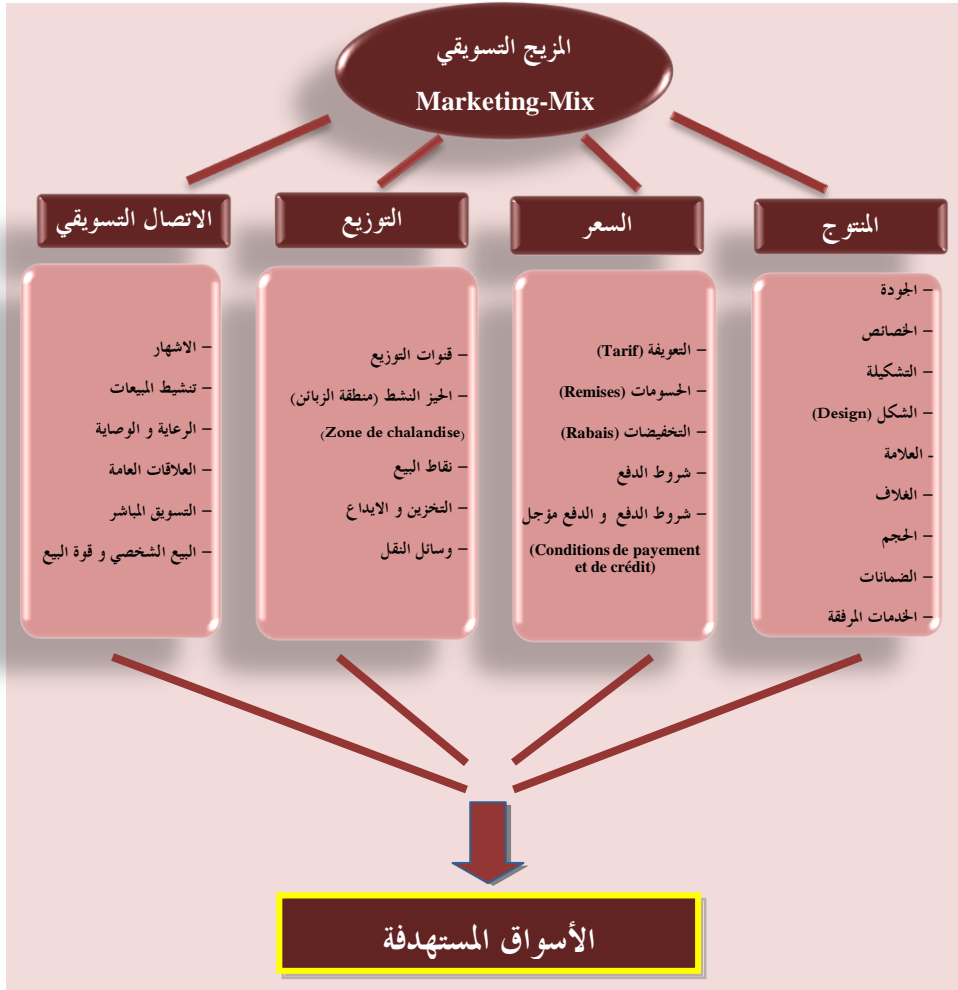 المزيج التسويقي
Marketing-Mix
المنتوج
– الجودة
– الخصائص
– التشكيلة
– الشكل (Design)
- العلامة
– الغلاف
– الحجم
– الضمانات
– الخدمات المرفقة
السعر
– التعويفة (Tarif)
– الحسومات (Remises)
– التخفيضات (Rabais)
– شروط الدفع
– شروط الدفع و الدفع مؤجل
(Conditions de payement
et de crédit)
التوزيع
– قنوات التوزيع
– الحيز النشط (منطقة الزبائن)
(Zone de chalandise)
– نقاط البيع
– التخزين و الايداع
– وسائل النقل
الاتصال التسويقي
– الاشهار
– تنشيط المبيعات
– الرعاية و الوصاية
– العلاقات العامة
– التسويق المباشر
– البيع الشخصي و قوة البيع
الأسواق المستهدفة